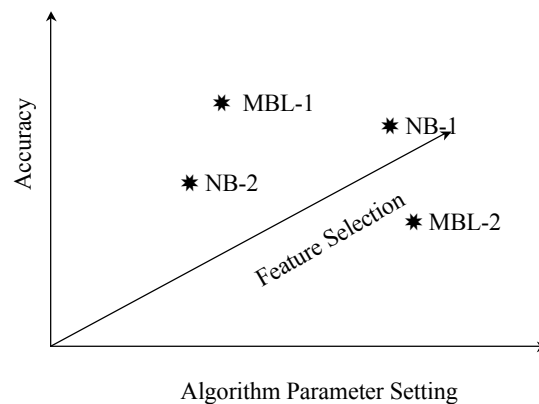 Accuracy
MBL-1
NB-1
NB-2
MBL-2
Feature Selection
Algorithm Parameter Setting